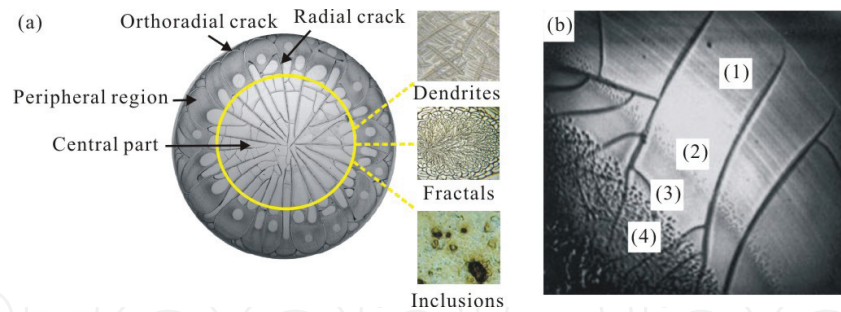 (a)
Orthoradial crack
Radial crack
Peripheral region
Central part
Dendrites
Fractals
Inclusions
(b)
(1)
(2)
(3)
(4)